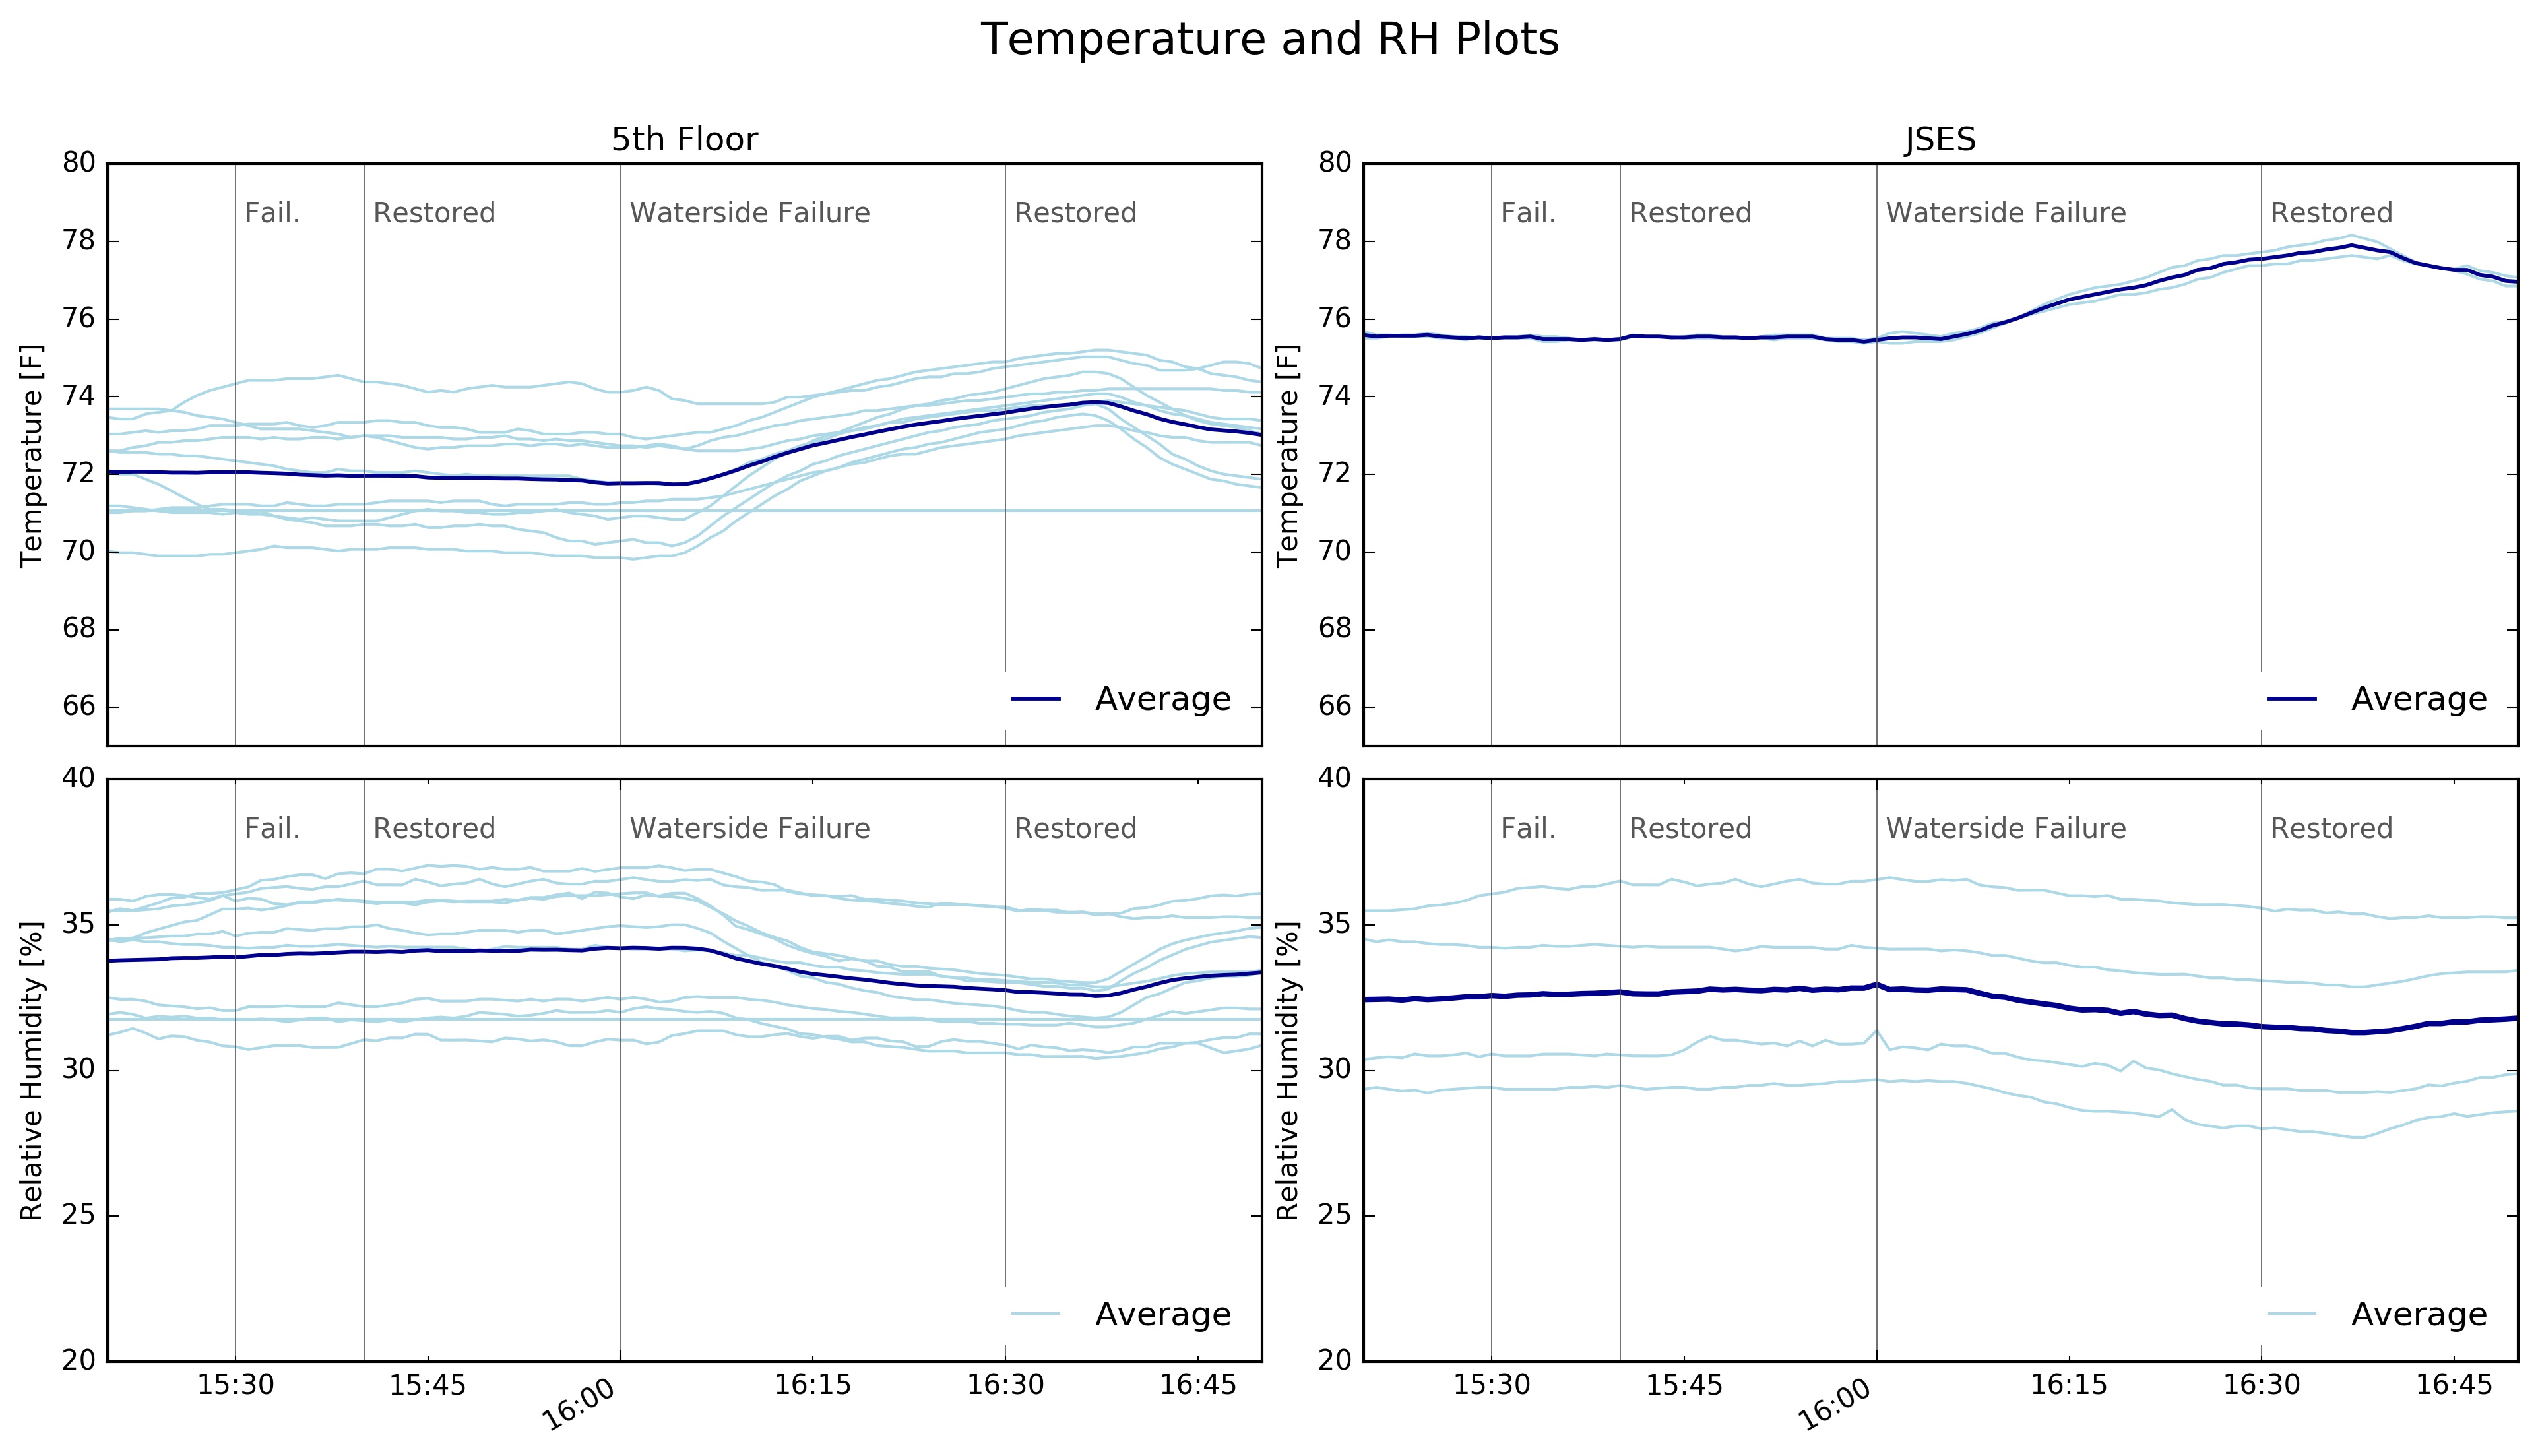 Temperature and RH Plots
5th Floor
80
78
76
74
72
70
68
66
Temperature [F]
Fail.
Restored
Waterside Failure
Restored
Average
JSES
80
78
76
74
72
70
68
66
Temperature [F]
Fail.
Restored
Waterside Failure
Restored
Average
40
35
30
25
20
Relative Humidity [%]
Fail.
Restored
Waterside Failure
Restored
Average
15:30
15:45
16:00
16:15
16:30
16:45
40
35
30
25
20
Relative Humidity [%]
Fail.
Restored
Waterside Failure
Restored
Average
15:30
15:45
16:00
16:15
16:30
16:45